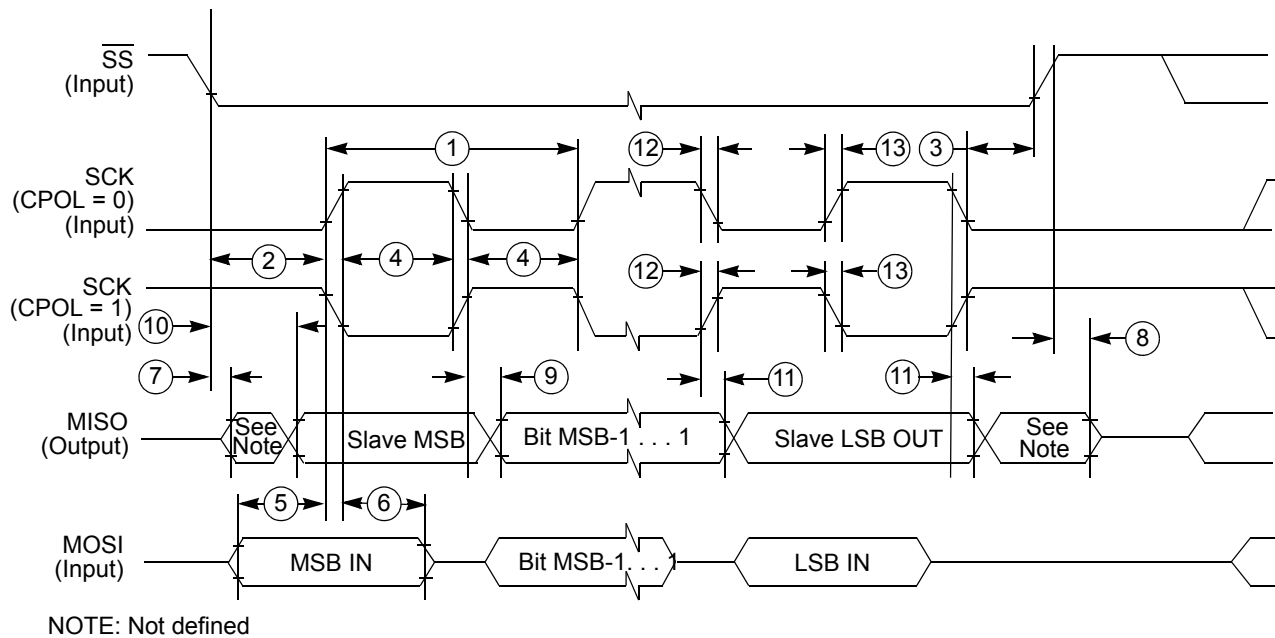 SS
(Input)
1
12
13
3
SCK
(CPOL = 0)
(Input)
2
4
4
12
13
SCK
(CPOL = 1)
(Input)
10
8
7
9
11
11
MISO
(Output)
See
Note
Slave MSB
Bit MSB-1 . . . 1
Slave LSB OUT
See
Note
5
6
MOSI
(Input)
MSB IN
Bit MSB-1. . . 1
LSB IN
NOTE: Not defined